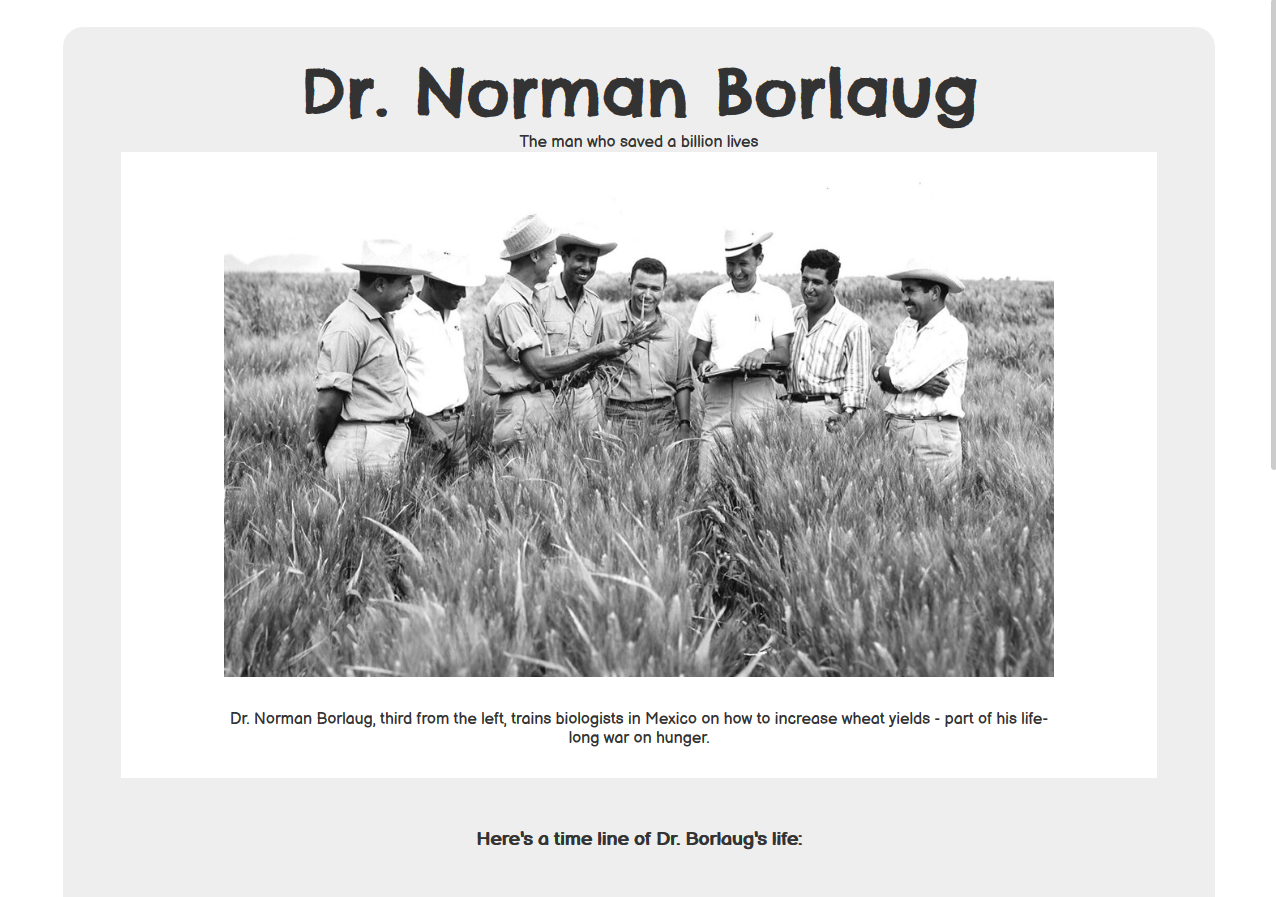 Dr. Norman Borlaug
The man who saved a billion lives
Dr. Norman Borlaug, third from the left, trains biologists in Mexico on how to increase wheat yields - part of his life-
long war on hunger.
Here's a time line of Dr. Borlaug's life: